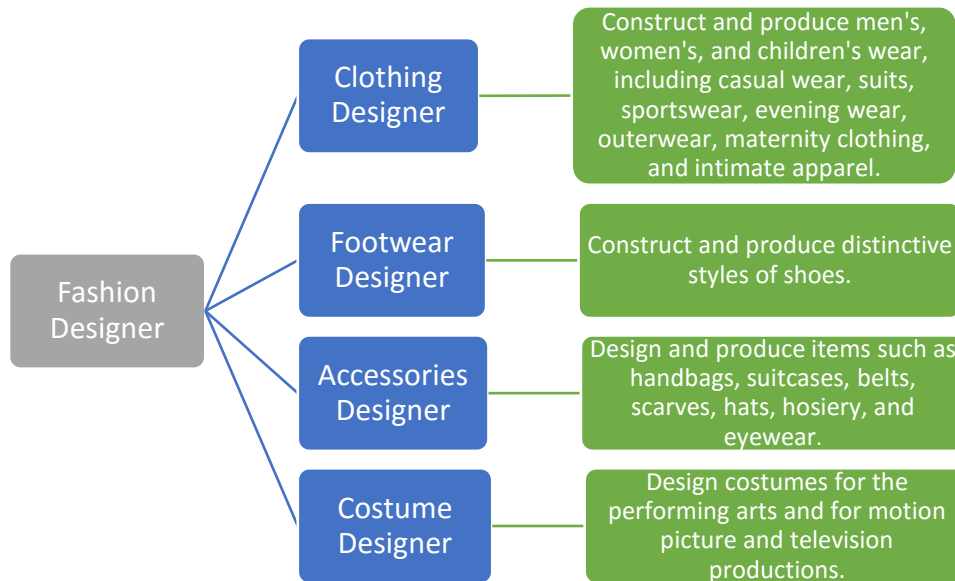 Fashion
Designer
Clothing
Designer
Construct and produce men's,
women's, and children's wear,
including casual wear, suits,
sportswear, evening wear,
outerwear, maternity clothing,
and intimate apparel.
Footwear
Designer
Construct and produce distinctive
styles of shoes.
Accessories
Designer
Design and produce items such as
handbags, suitcases, belts,
scarves, hats, hosiery, and
eyewear.
Costume
Designer
Design costumes for the
performing arts and for motion
picture and television
productions.